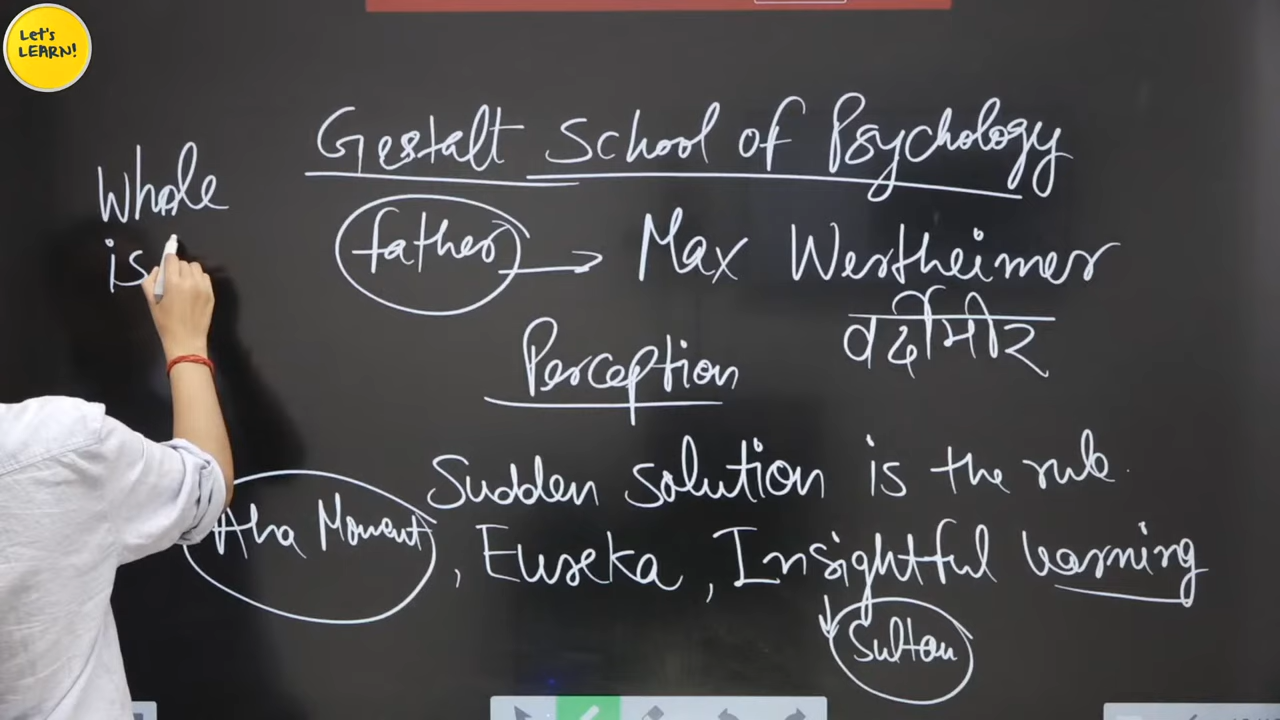 Let's
LEARN!
Gestalt School of Psychology
Whole
is
father → Max Wertheimer
वर्दीमीर
Perception
Sudden solution is the rule.
Aha Moment, Eureka, Insightful learning
Sultan